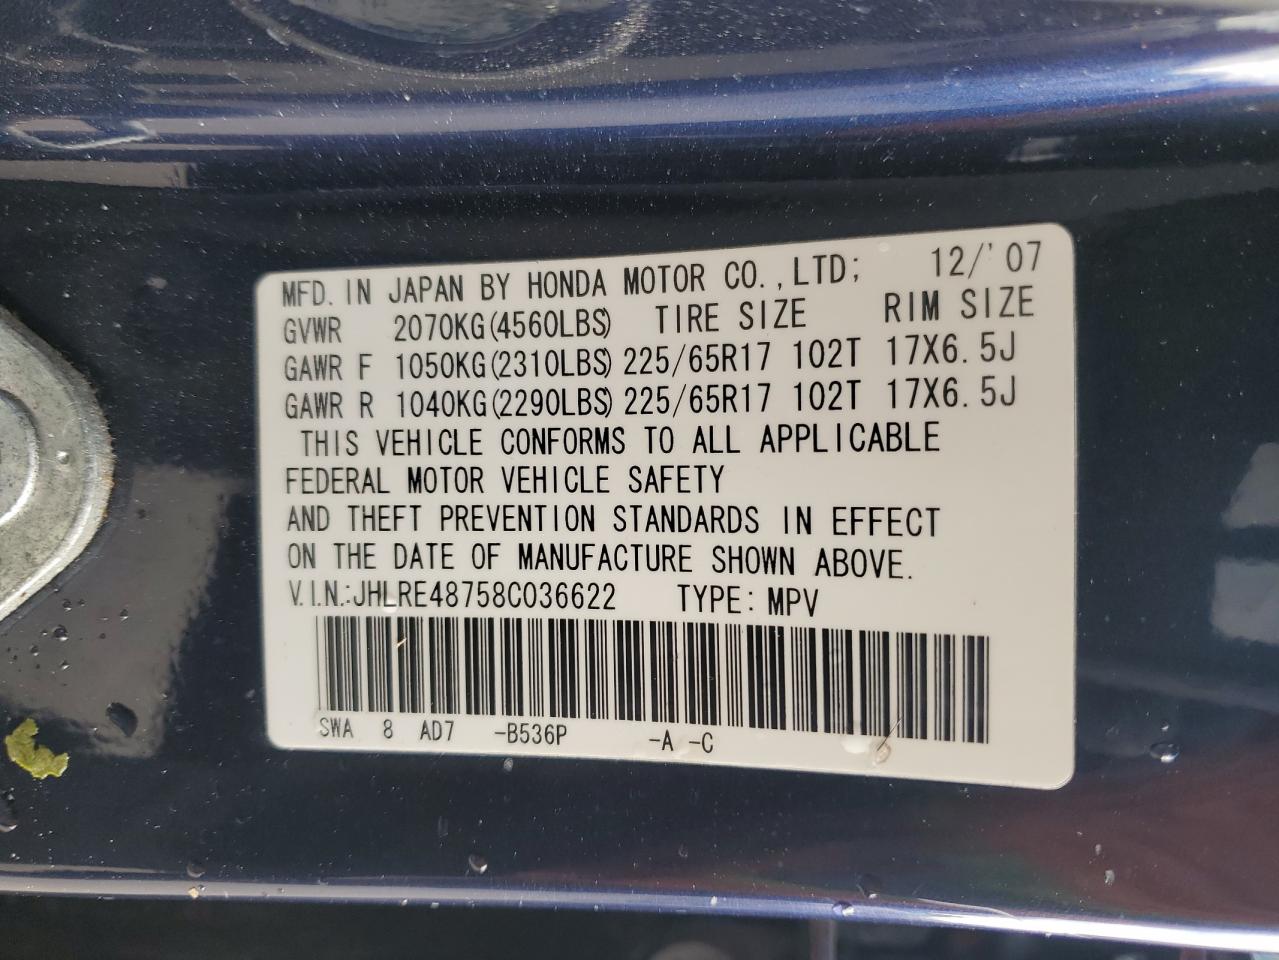 MFD. IN JAPAN BY HONDA MOTOR CO.,LTD; 12/'07
GVWR 2070KG(4560LBS) TIRE SIZE RIM SIZE
GAWR F 1050KG(2310LBS) 225/65R17 102T 17X6.5J
GAWR R 1040KG(2290LBS) 225/65R17 102T 17X6.5J
THIS VEHICLE CONFORMS TO ALL APPLICABLE
FEDERAL MOTOR VEHICLE SAFETY
AND THEFT PREVENTION STANDARDS IN EFFECT
ON THE DATE OF MANUFACTURE SHOWN ABOVE.
V.I.N.:JHLRE48758C036622 TYPE: MPV
SWA 8 AD7 -B536P -A -C